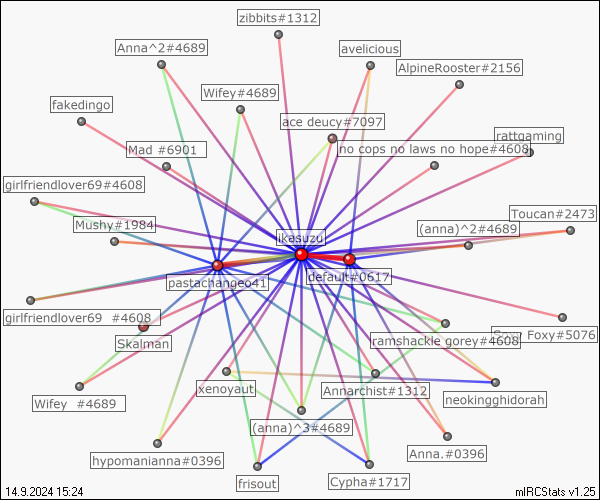 zibbits#1312
Anna^2#4689
avelicious
AlpineRooster#2156
Wifey#4689
fakedingo
ace deucy#7097
rattgaming
no cops no laws no hope#4608
Mad #6901
girlfriendlover69#4608
Toucan#2473
Mushy#1984
(anna)^2#4689
ikasuzu
pastachangeo41
default#0617
girlfriendlover69 #4608
Foxy#5076
ramshackle gorey#4608
Skalman
xenoyaut
Annarchist#1312
neokingghidorah
Wifey #4689
(anna)^3#4689
hypomanianna#0396
Anna.#0396
frisout
Cypha#1717
14.9.2024 15:24
mIRCStats v1.25